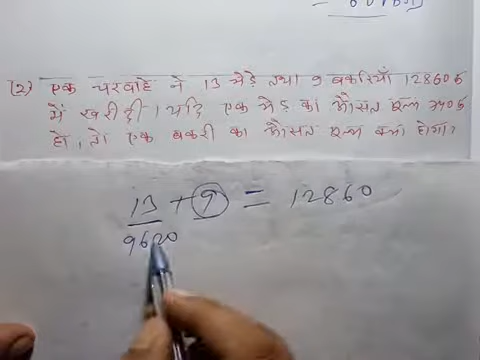 (2) एक चरवाहे ने 13 भेड़े तथा 9 बकरियाँ 12860₹
में खरीदी । यदि एक भेड़ का औसत मूल्य 740₹
हो , तो एक बकरी का औसत मूल्य क्या होगा ?
13 + 9 = 12860
9620